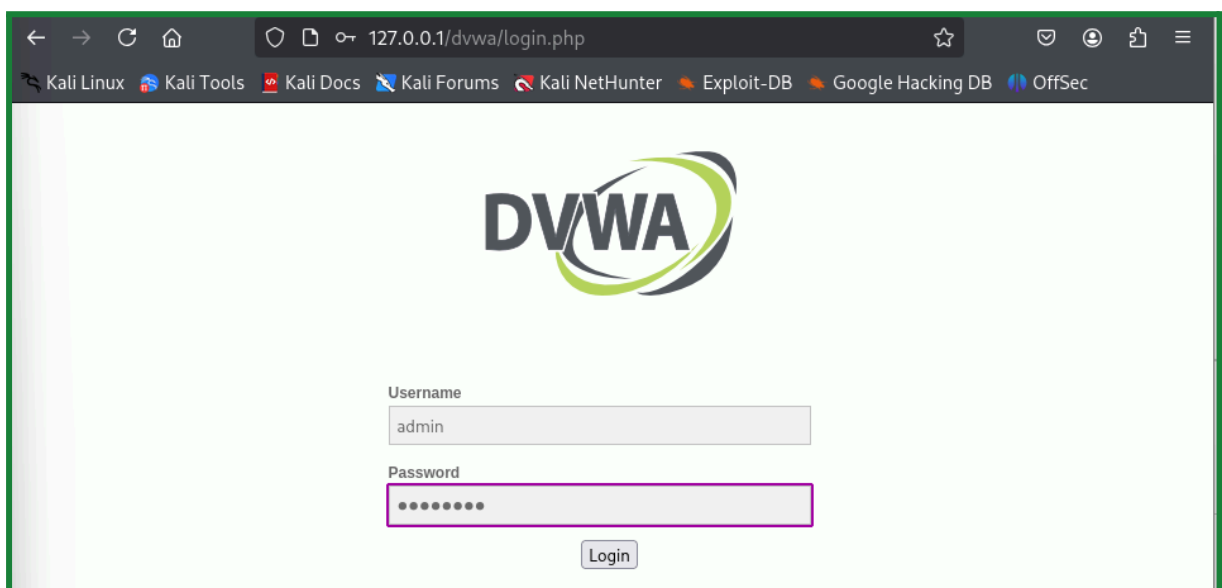 127.0.0.1/dvwa/login.php
Kali Linux Kali Tools Kali Docs Kali Forums Kali NetHunter Exploit-DB Google Hacking DB OffSec
DVWA
Username
admin
Password
••••••••
Login